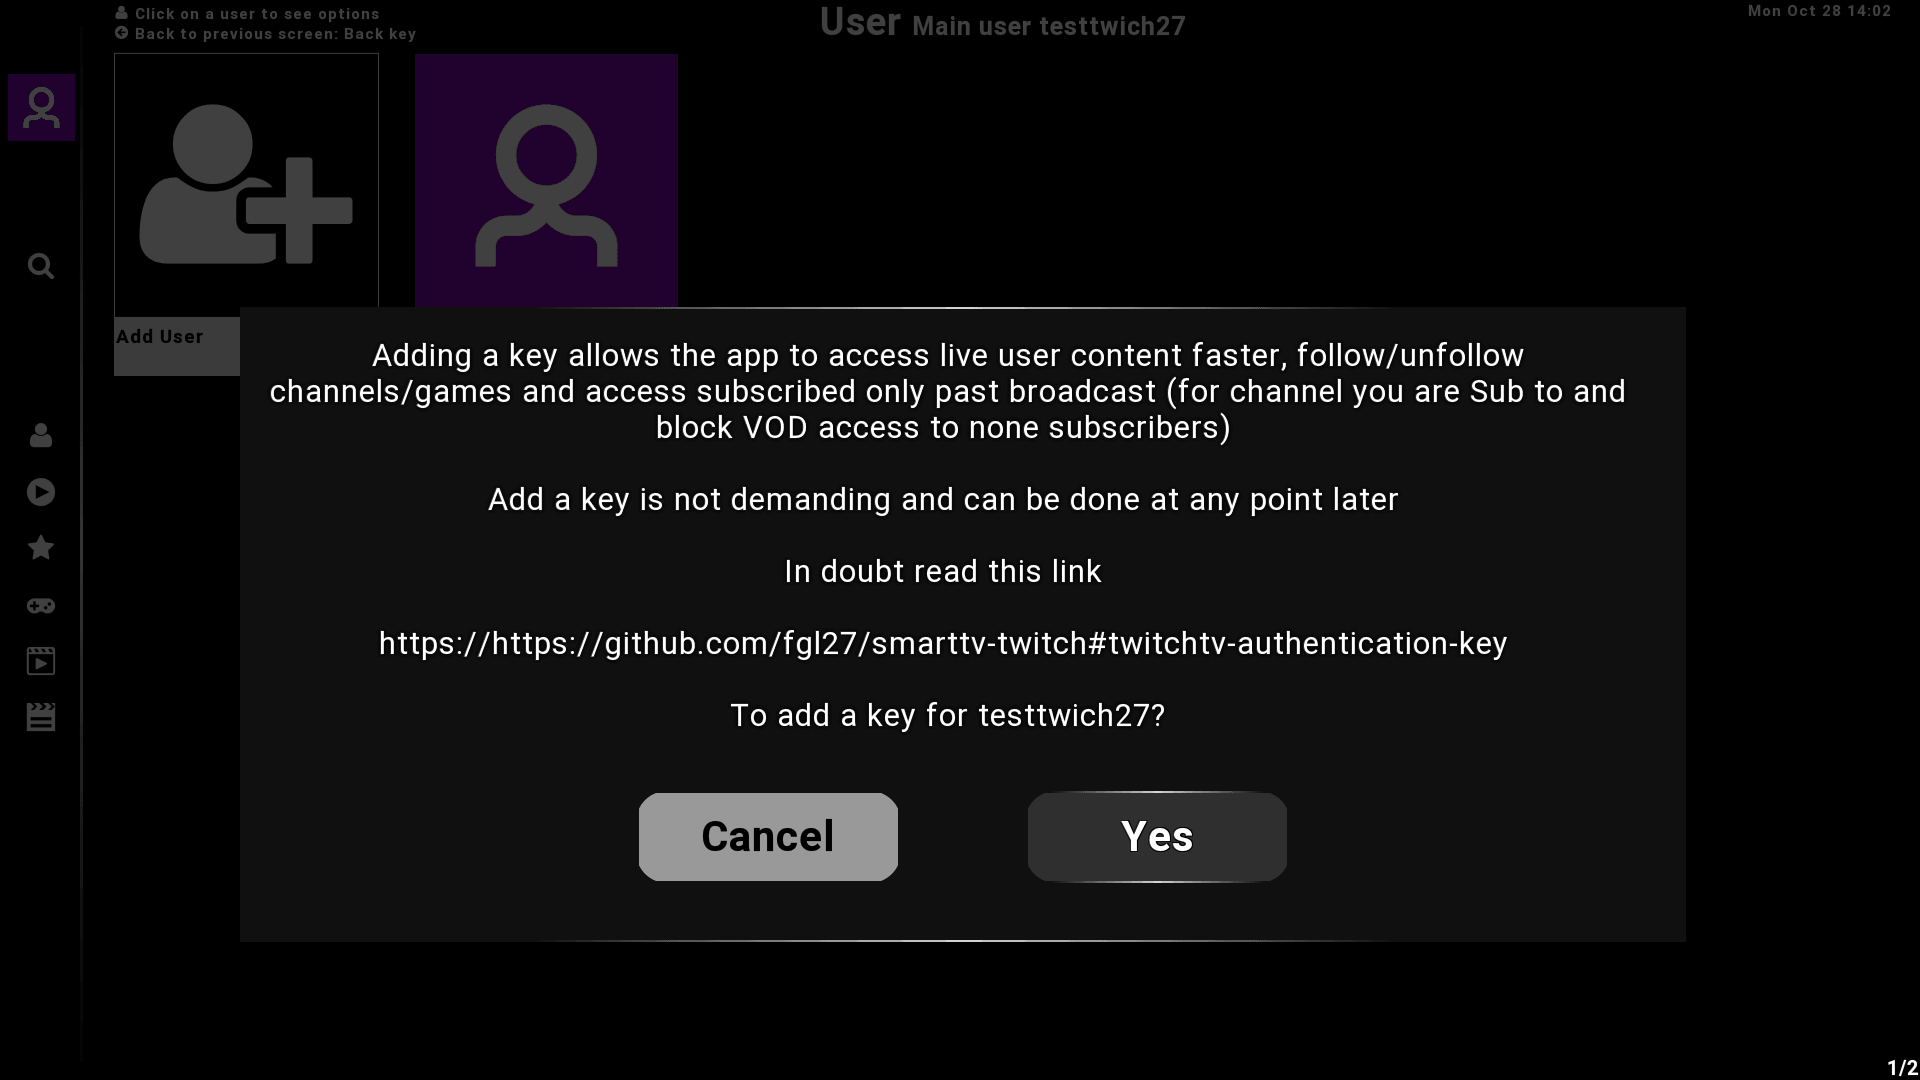 Click on a user to see options
Back to previous screen: Back key
User Main user testtwich27
Mon Oct 28 14:02
Add User
Adding a key allows the app to access live user content faster, follow/unfollow
channels/games and access subscribed only past broadcast (for channel you are Sub to and
block VOD access to none subscribers)
Add a key is not demanding and can be done at any point later
In doubt read this link
https://https://github.com/fgl27/smarttv-twitch#twitchtv-authentication-key
To add a key for testtwich27?
Cancel
Yes
1/2